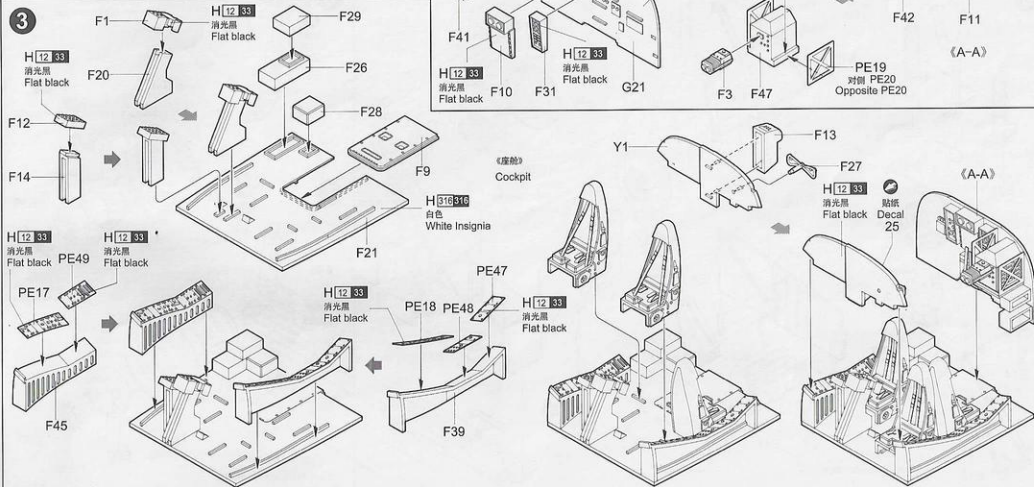 3
F1
H 12 33
消光黑
Flat black
F20
H 12 33
消光黑
Flat black
F12
F14
F29
F26
F28
F9
H 316 316
白色
White Insignia
F21
F41
H 12 33
消光黑
Flat black
F10
F31
H 12 33
消光黑
Flat black
G21
F3
F47
PE19
对侧 PE20
Opposite PE20
F42
F11
《A-A》
《座舱》
Cockpit
Y1
F13
F27
H 12 33
消光黑
Flat black
贴纸
Decal
25
《A-A》
H 12 33
消光黑
Flat black
PE17
PE49
H 12 33
消光黑
Flat black
F45
H 12 33
消光黑
Flat black
PE18
PE48
PE47
H 12 33
消光黑
Flat black
F39